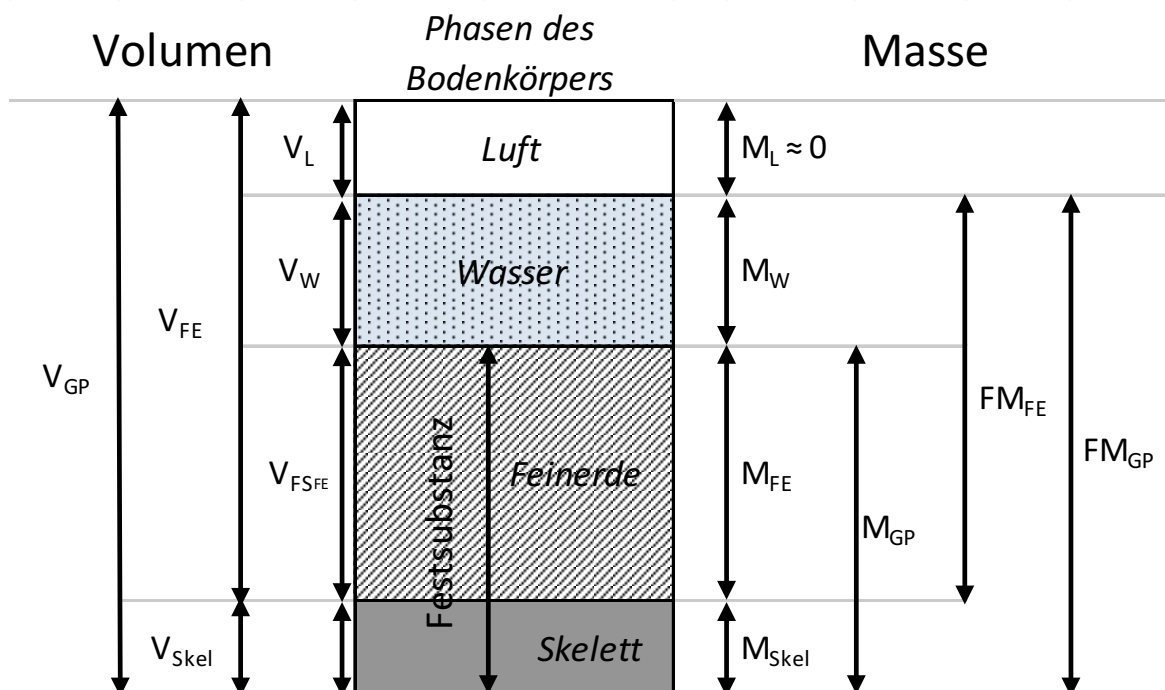 Volumen
Phasen des
Bodenkörpers
Masse
V_L
Luft
M_L ≈ 0
V_W
Wasser
M_W
V_FE
V_GP
V_FSFE
Festsubstanz
Feinerde
M_FE
M_GP
FM_FE
FM_GP
V_Skel
Skelett
M_Skel